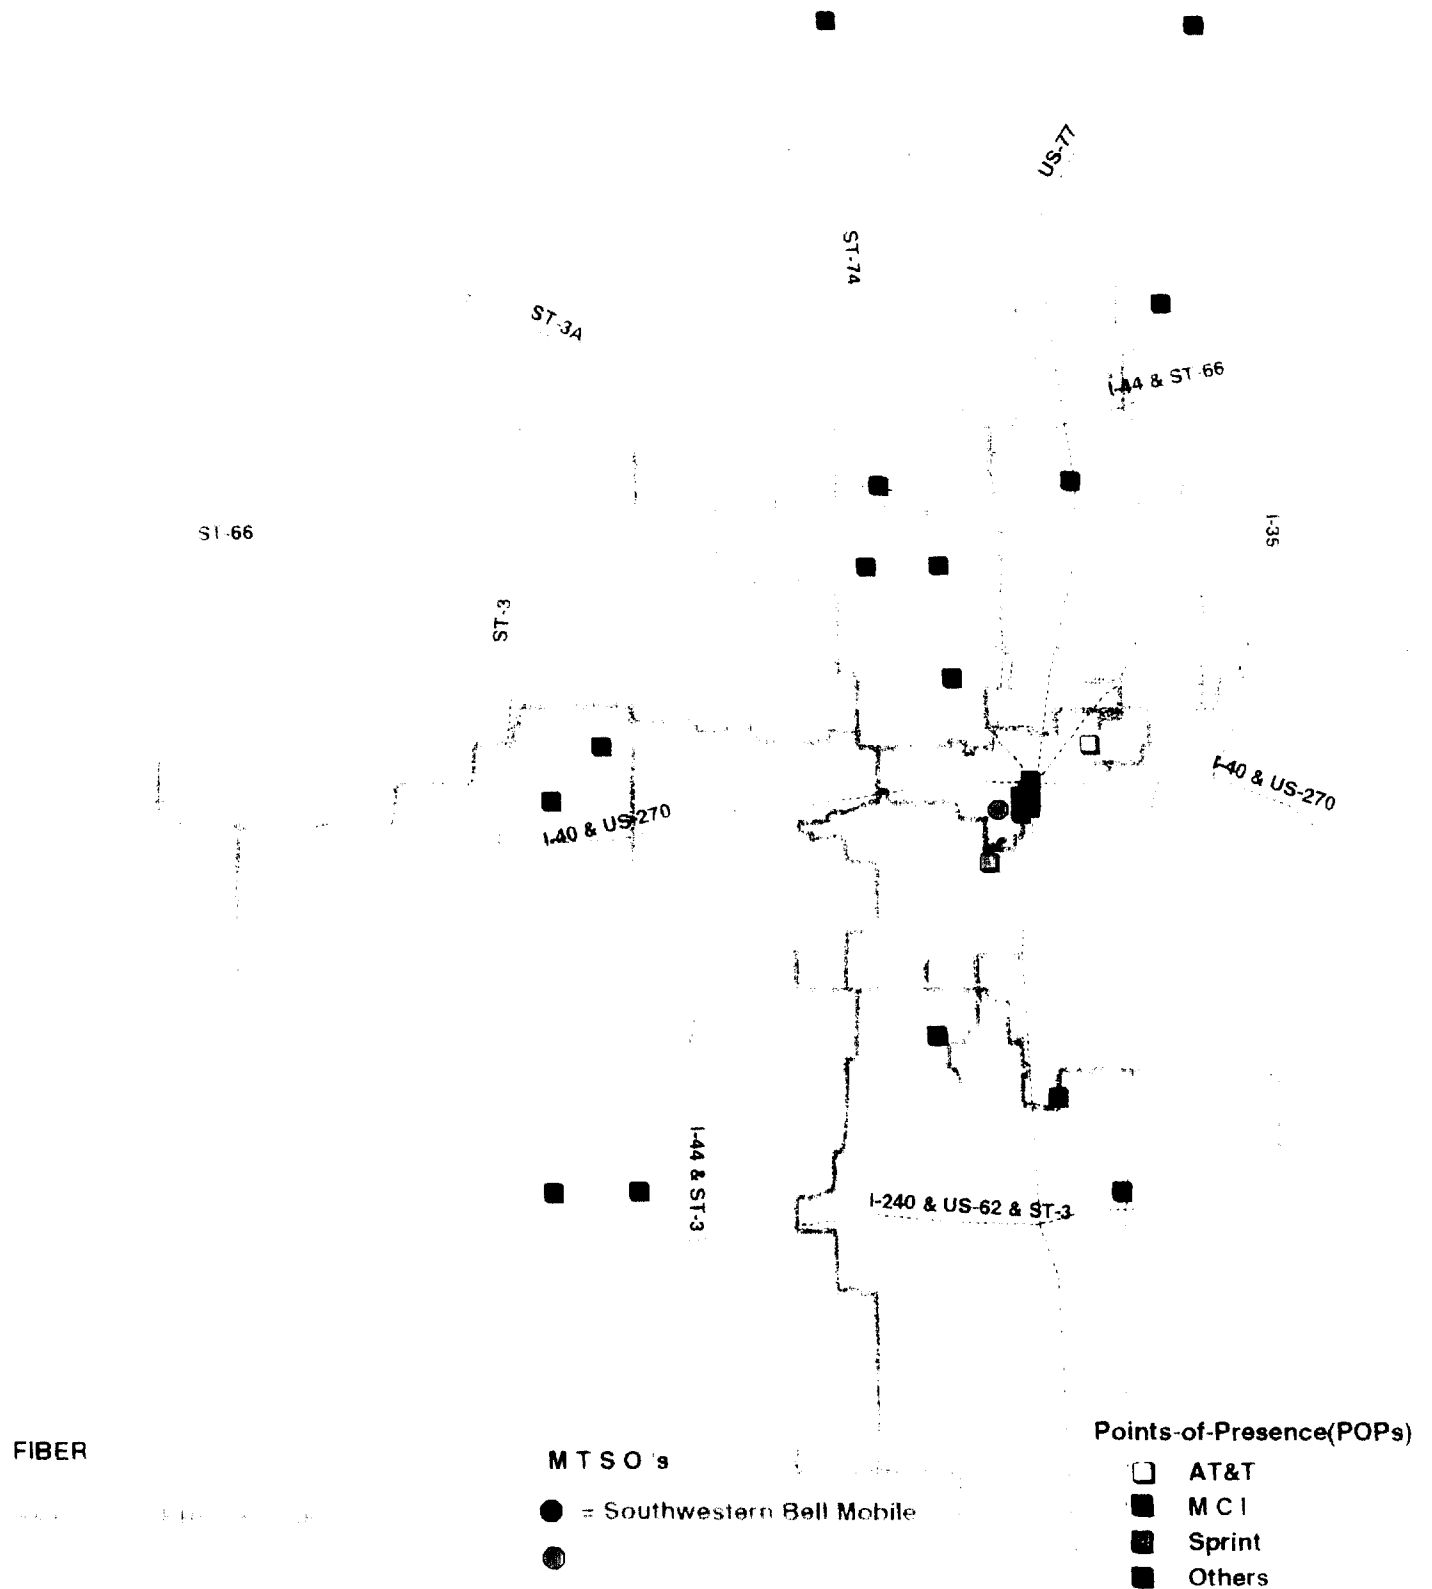 US-77
ST-74
ST-3A
I-44 & ST-66
ST-66
I-35
ST-3
I-40 & US-270
I-40 & US-270
I-44 & ST-3
I-240 & US-62 & ST-3
FIBER
MTSO's
= Southwestern Bell Mobile
Points-of-Presence(POPs)
AT&T
MCI
Sprint
Others